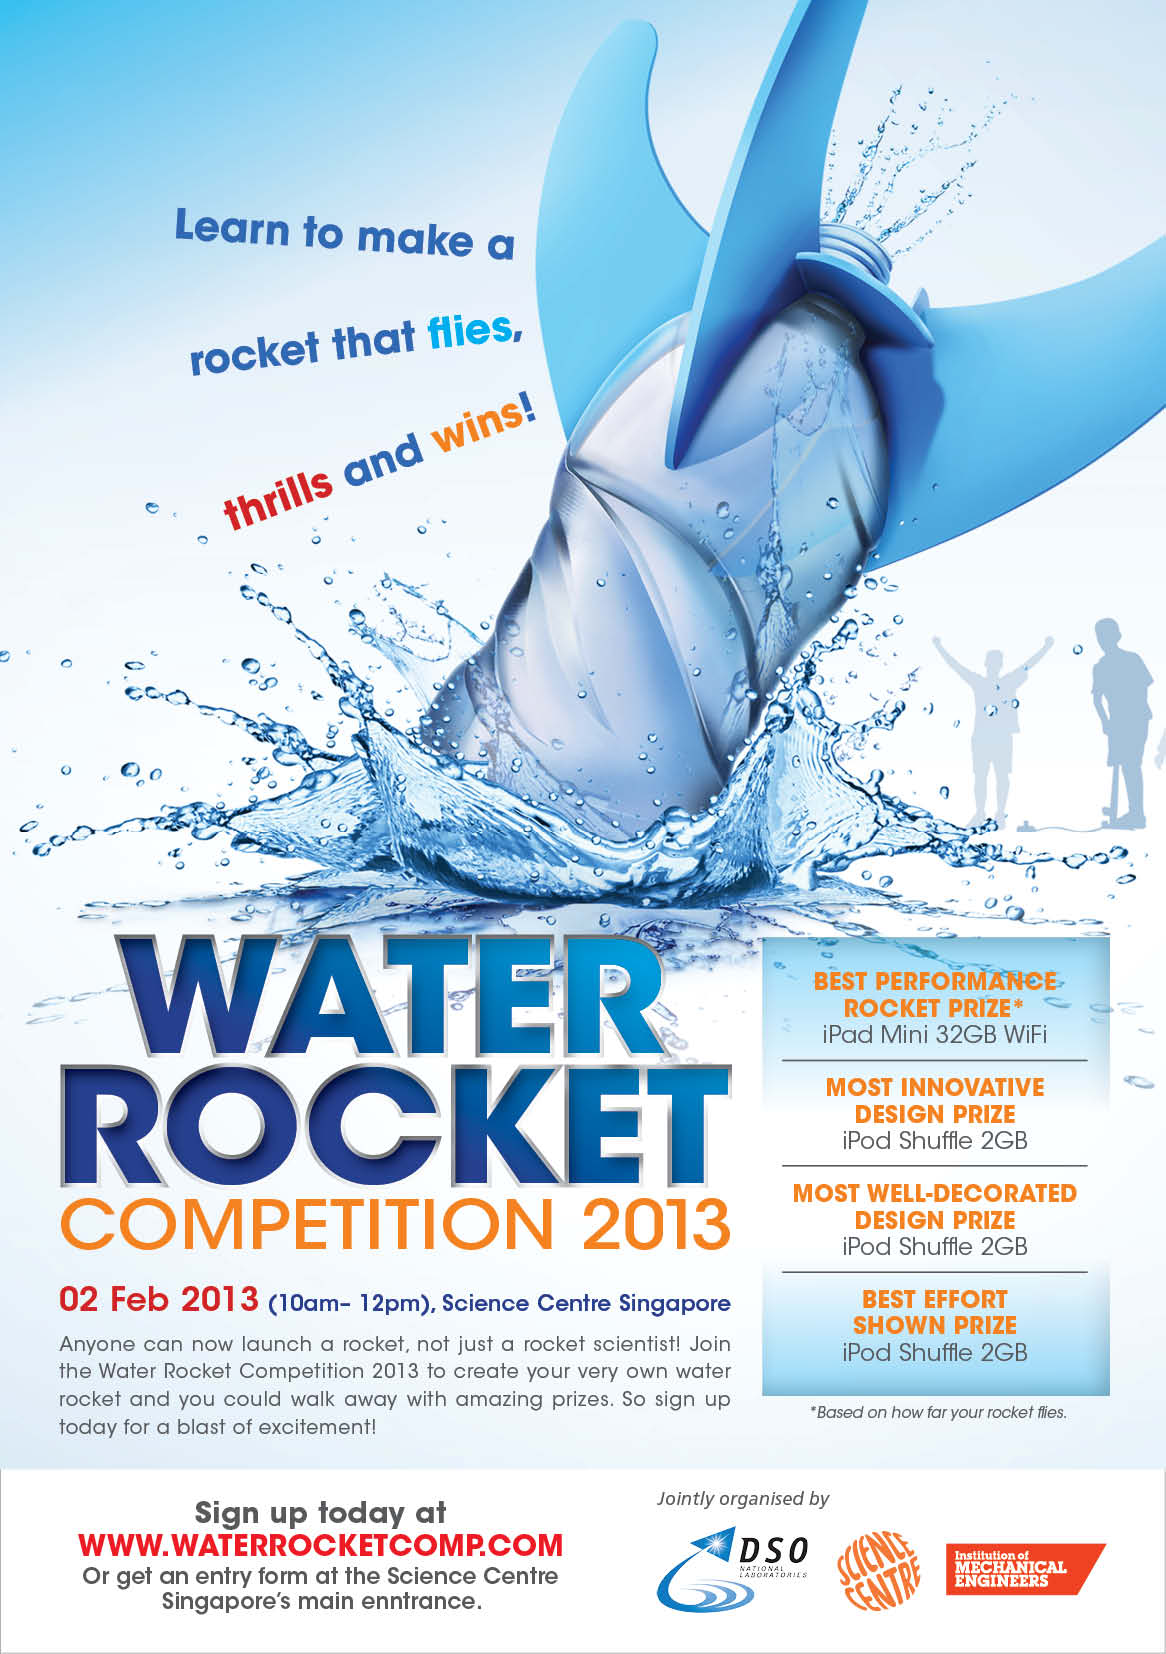 Learn to make a
rocket that flies,
thrills and wins!
WATER
ROCKET
COMPETITION 2013
02 Feb 2013 (10am– 12pm), Science Centre Singapore
Anyone can now launch a rocket, not just a rocket scientist! Join
the Water Rocket Competition 2013 to create your very own water
rocket and you could walk away with amazing prizes. So sign up
today for a blast of excitement!
BEST PERFORMANCE
ROCKET PRIZE*
iPad Mini 32GB WiFi
MOST INNOVATIVE
DESIGN PRIZE
iPod Shuffle 2GB
MOST WELL-DECORATED
DESIGN PRIZE
iPod Shuffle 2GB
BEST EFFORT
SHOWN PRIZE
iPod Shuffle 2GB
*Based on how far your rocket flies.
Sign up today at
WWW.WATERROCKETCOMP.COM
Or get an entry form at the Science Centre
Singapore's main enntrance.
Jointly organised by
DSO
NATIONAL
LABORATORIES
SCIENCE
CENTRE
Institution of
MECHANICAL
ENGINEERS